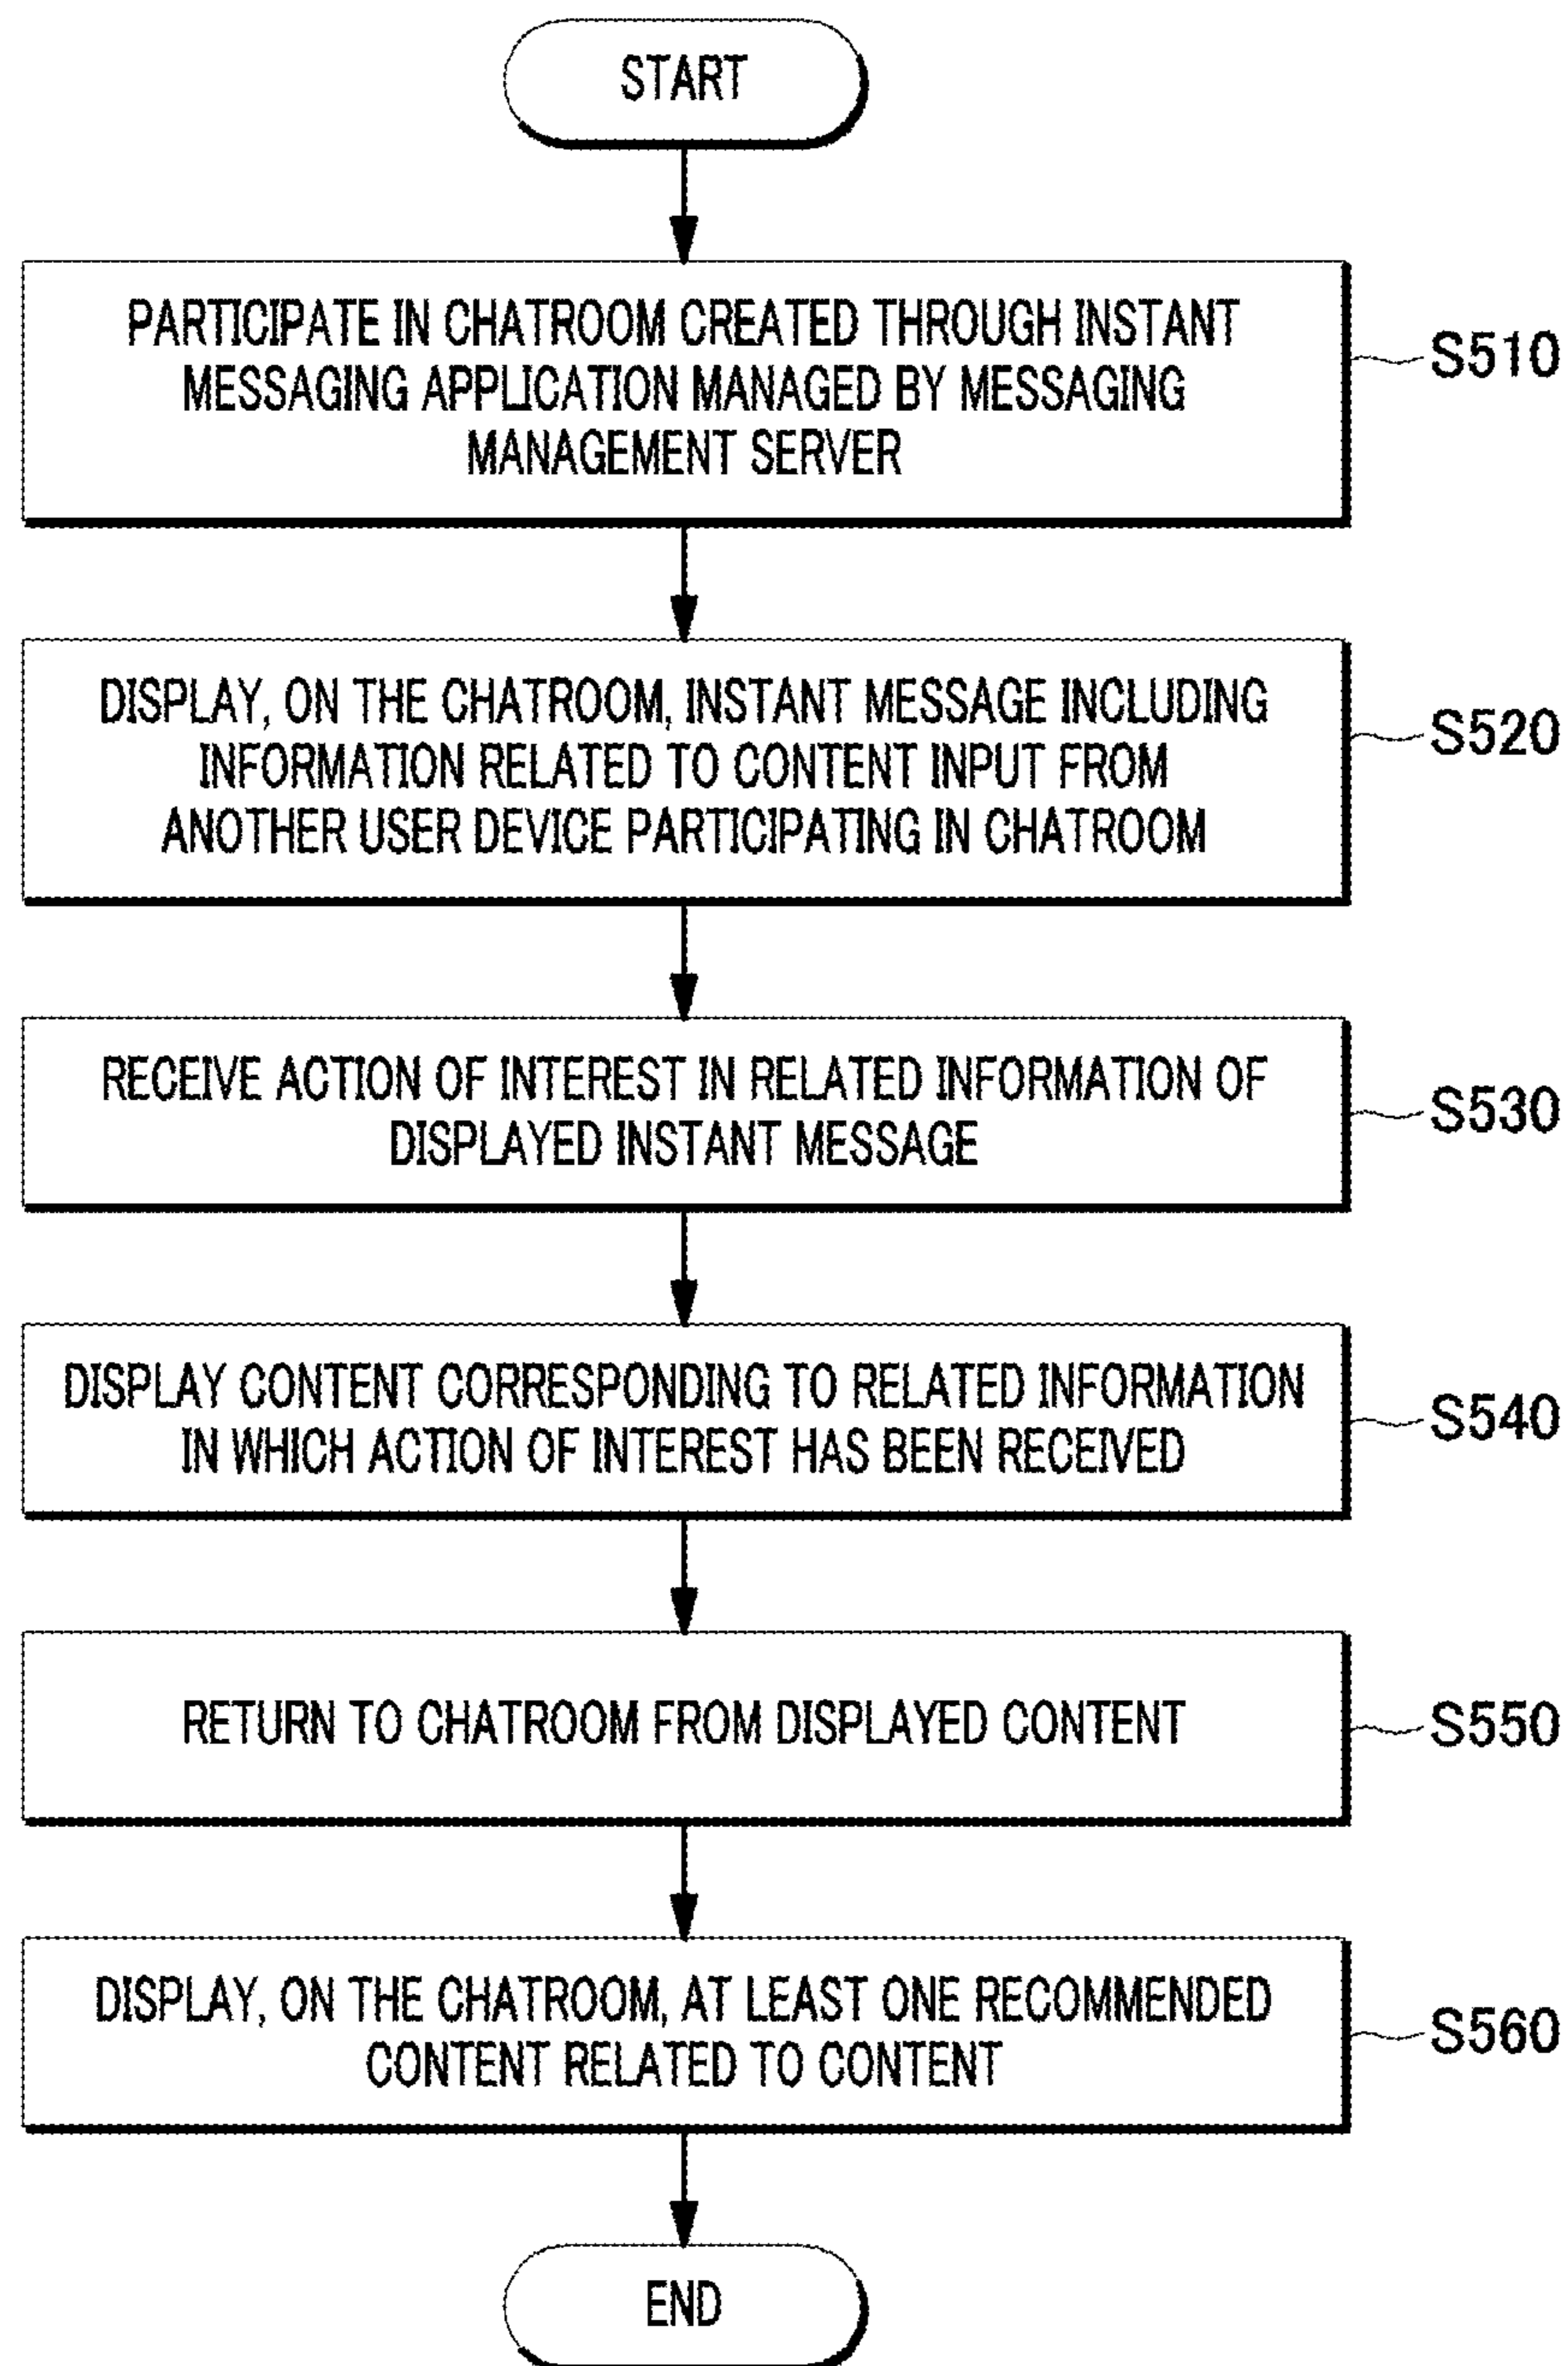 START
PARTICIPATE IN CHATROOM CREATED THROUGH INSTANT
MESSAGING APPLICATION MANAGED BY MESSAGING
MANAGEMENT SERVER
S510
DISPLAY, ON THE CHATROOM, INSTANT MESSAGE INCLUDING
INFORMATION RELATED TO CONTENT INPUT FROM
ANOTHER USER DEVICE PARTICIPATING IN CHATROOM
S520
RECEIVE ACTION OF INTEREST IN RELATED INFORMATION OF
DISPLAYED INSTANT MESSAGE
S530
DISPLAY CONTENT CORRESPONDING TO RELATED INFORMATION
IN WHICH ACTION OF INTEREST HAS BEEN RECEIVED
S540
RETURN TO CHATROOM FROM DISPLAYED CONTENT
S550
DISPLAY, ON THE CHATROOM, AT LEAST ONE RECOMMENDED
CONTENT RELATED TO CONTENT
S560
END